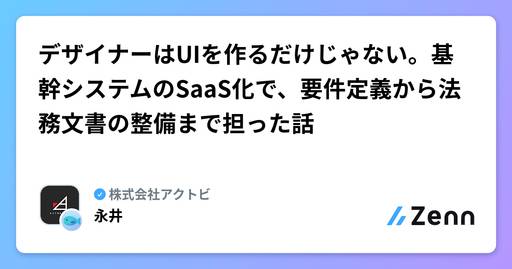 デザイナーはUIを作るだけじゃない。基
幹システムのSaaS化で、要件定義から法
務文書の整備まで担った話
株式会社アクトビ
永井
Zenn